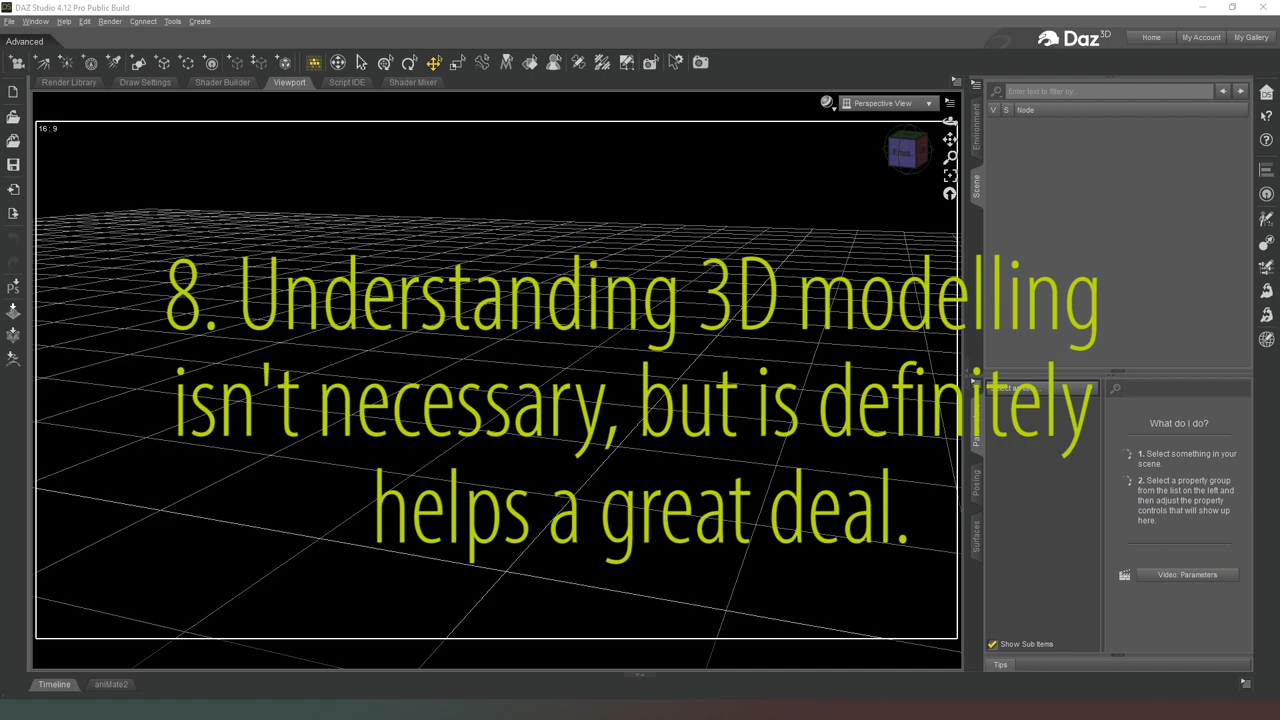 DAZ Studio 4.12 Pro Public Build
File Window Help Edit Render Connect Tools Create
Advanced
Daz 3D
Home My Account My Gallery
Render Library Draw Settings Shader Builder Viewport Script IDE Shader Mixer
Perspective View
16 : 9
Enter text to filter by...
V S Node
Environment
Scene
8. Understanding 3D modelling
isn't necessary, but is definitely
helps a great deal.
What do I do?
1. Select something in your
scene.
2. Select a property group
from the list on the left and
then adjust the property
controls that will show up
here.
Video: Parameters
Posing
Surfaces
Show Sub Items
Tips
Timeline aniMate2